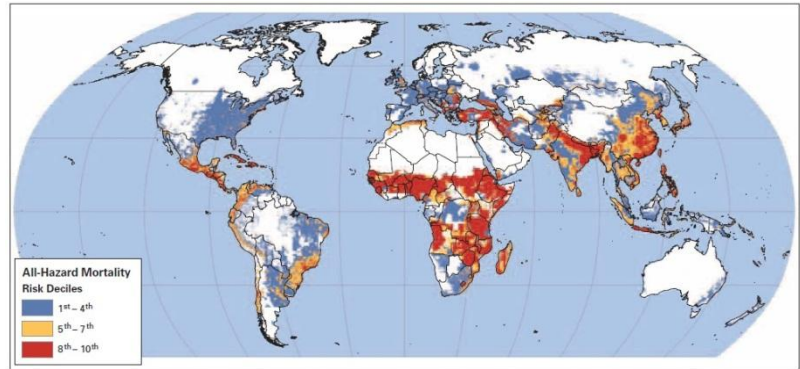 All-Hazard Mortality
Risk Deciles
1st – 4th
5th – 7th
8th – 10th